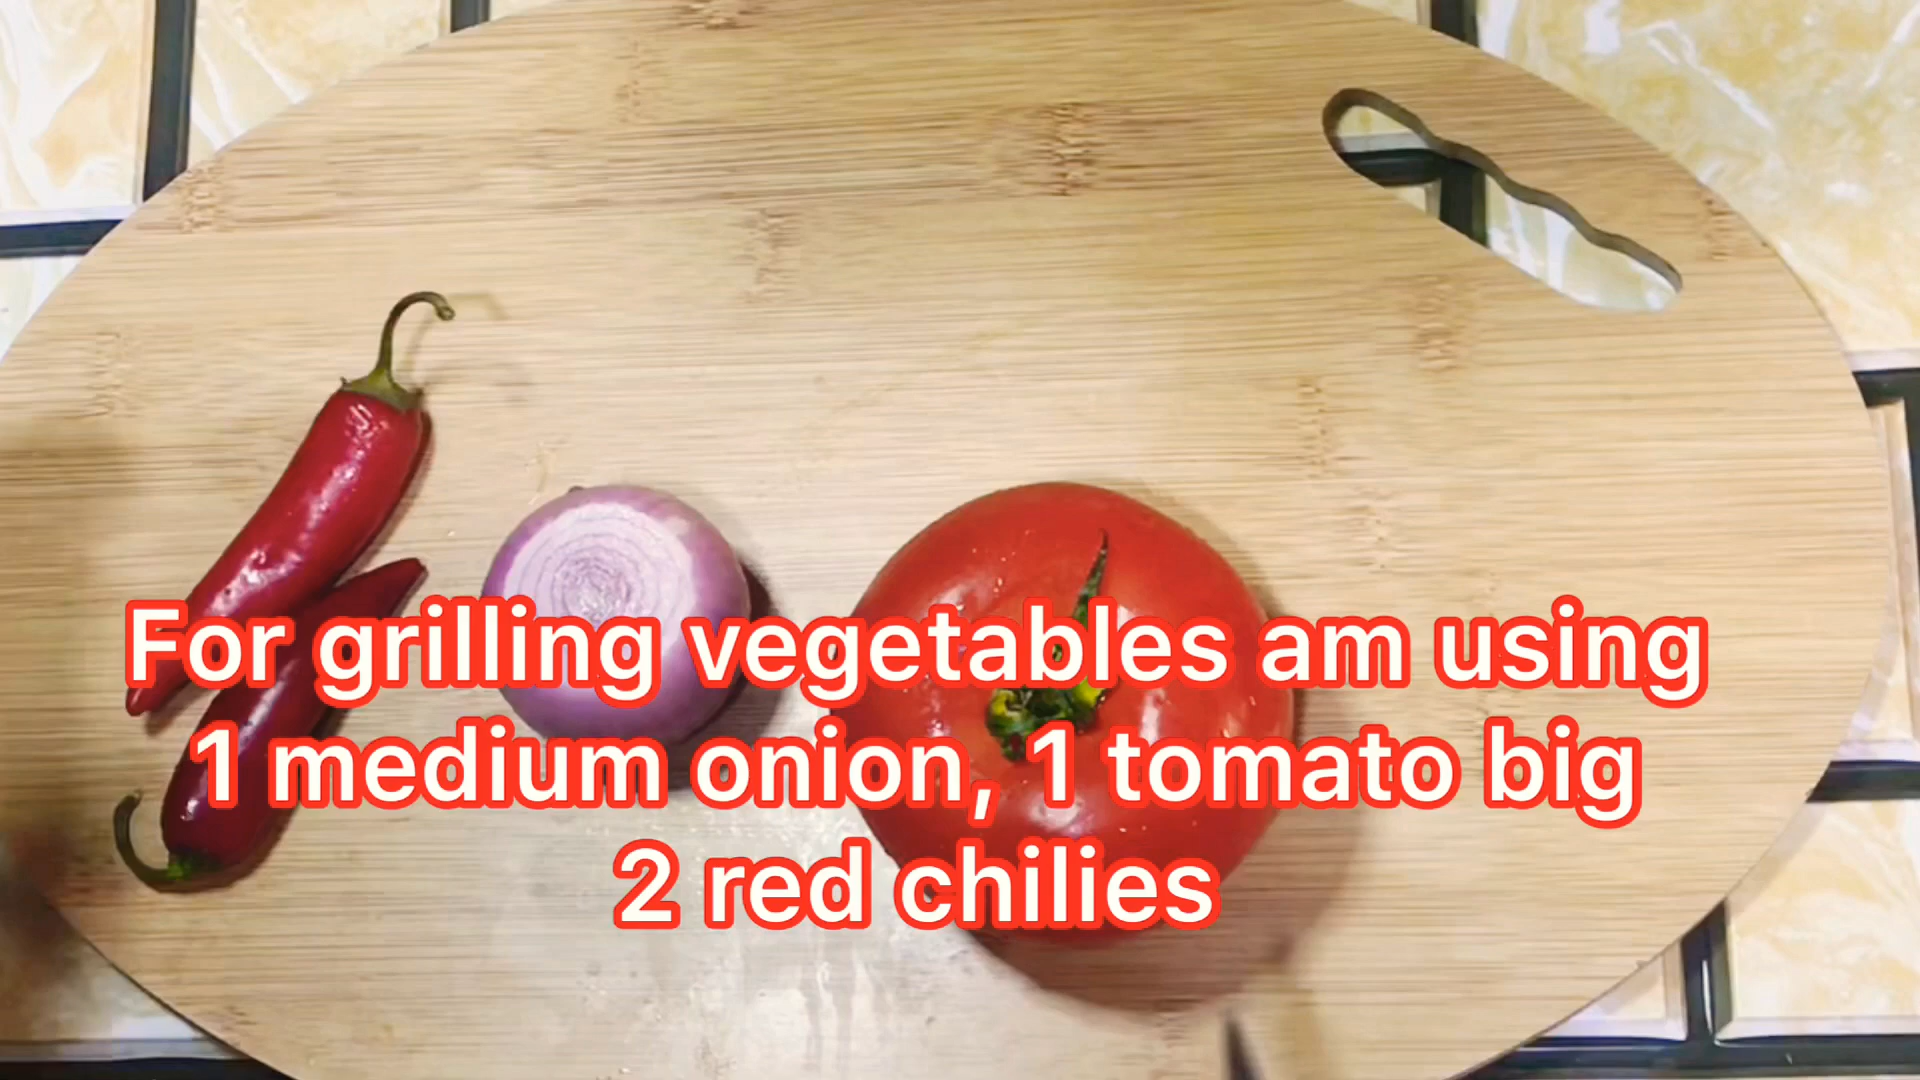 For grilling vegetables am using
1 medium onion, 1 tomato big
2 red chilies